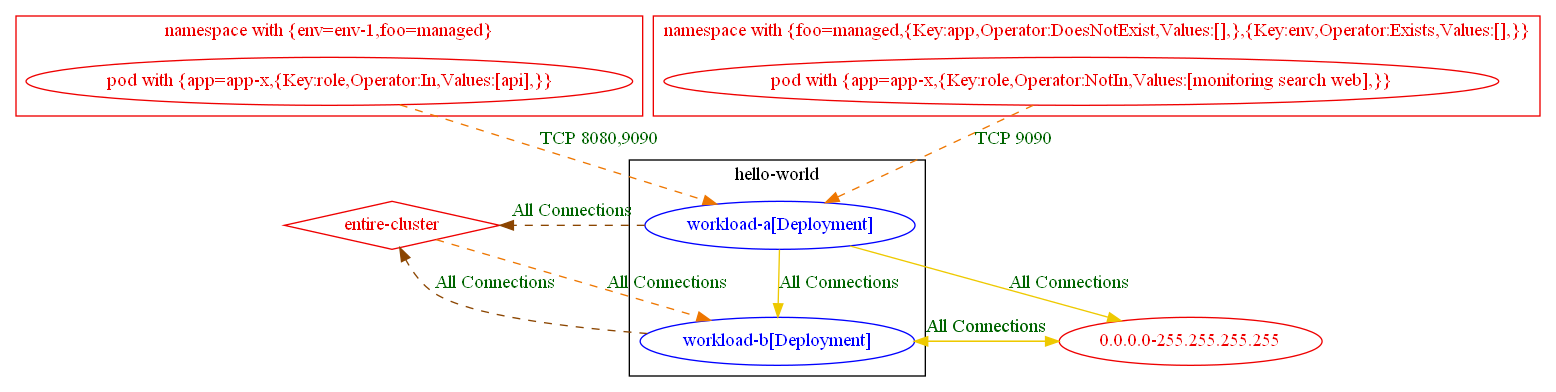 namespace with {env=env-1,foo=managed}
namespace with {foo=managed,{Key:app,Operator:DoesNotExist,Values:[],},{Key:env,Operator:Exists,Values:[],}}
pod with {app=app-x,{Key:role,Operator:In,Values:[api],}}
pod with {app=app-x,{Key:role,Operator:NotIn,Values:[monitoring search web],}}
TCP 8080,9090
TCP 9090
hello-world
All Connections
entire-cluster
workload-a[Deployment]
All Connections
All Connections
All Connections
All Connections
All Connections
workload-b[Deployment]
0.0.0.0-255.255.255.255